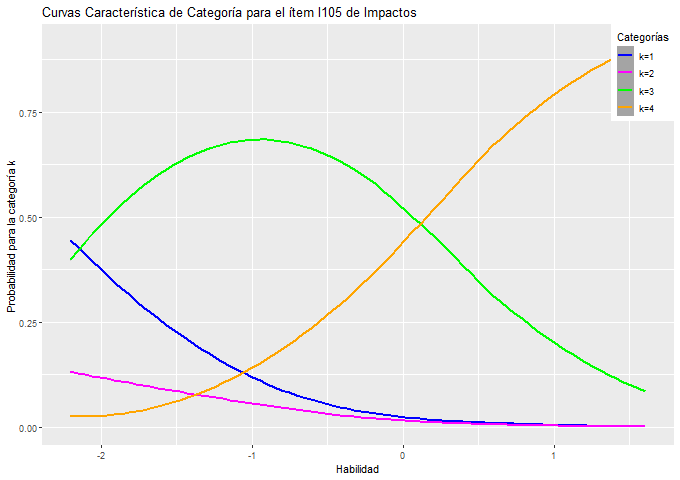 Curvas Característica de Categoría para el ítem I105 de Impactos
Categorías
k=1
k=2
k=3
k=4
Probabilidad para la categoría k
0.75
0.50
0.25
0.00
-2
-1
0
1
Habilidad